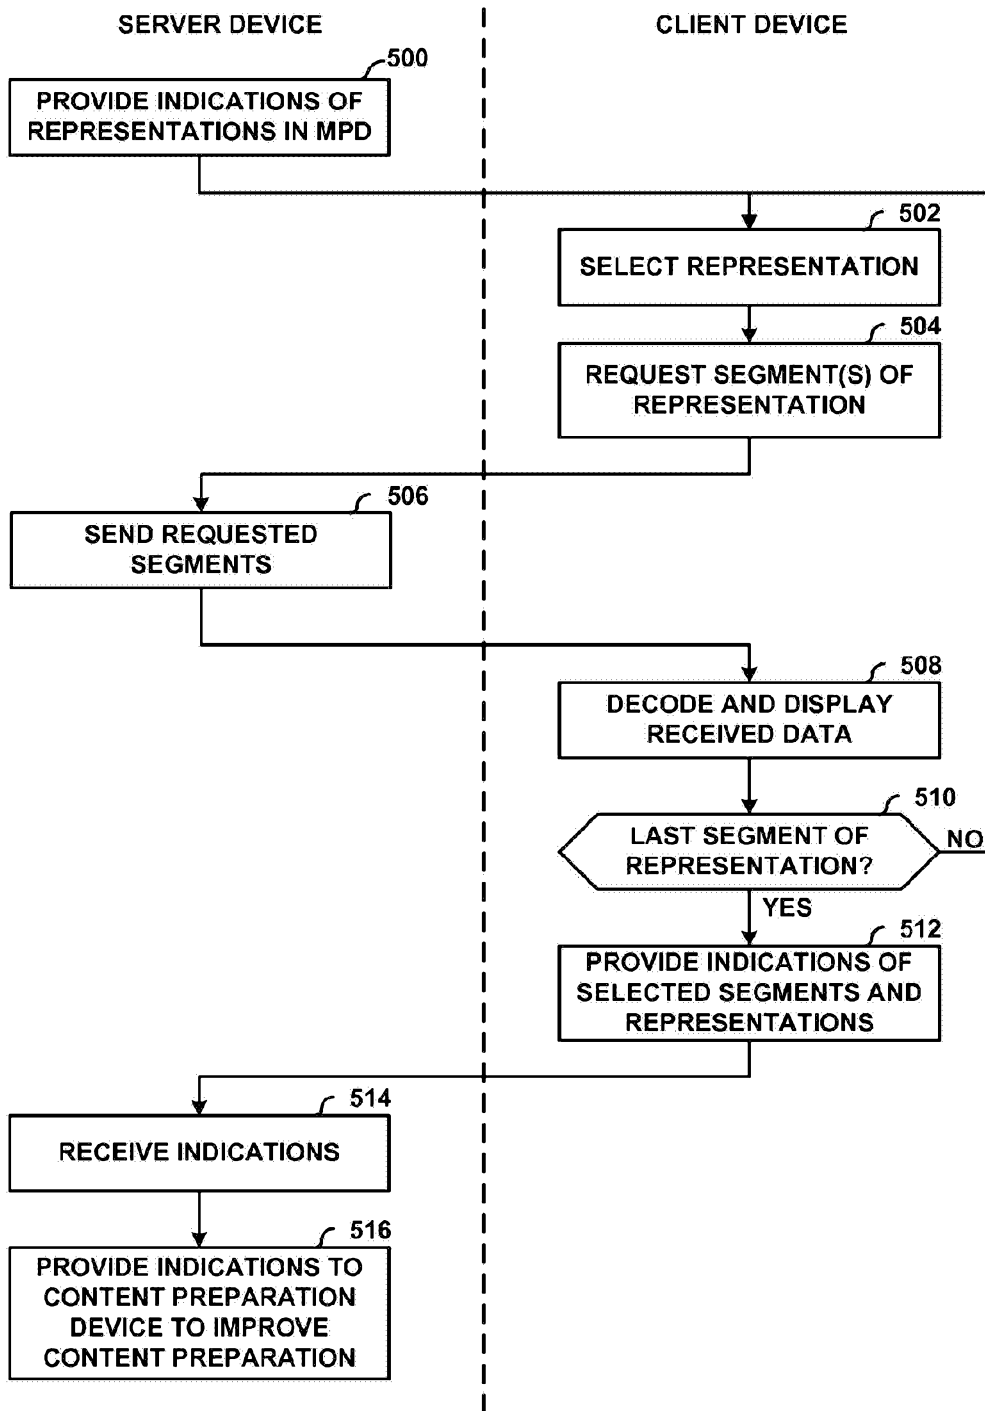 SERVER DEVICE
CLIENT DEVICE
500
PROVIDE INDICATIONS OF
REPRESENTATIONS IN MPD
502
SELECT REPRESENTATION
504
REQUEST SEGMENT(S) OF
REPRESENTATION
506
SEND REQUESTED
SEGMENTS
508
DECODE AND DISPLAY
RECEIVED DATA
510
LAST SEGMENT OF
REPRESENTATION?
NO
YES
512
PROVIDE INDICATIONS OF
SELECTED SEGMENTS AND
REPRESENTATIONS
514
RECEIVE INDICATIONS
516
PROVIDE INDICATIONS TO
CONTENT PREPARATION
DEVICE TO IMPROVE
CONTENT PREPARATION